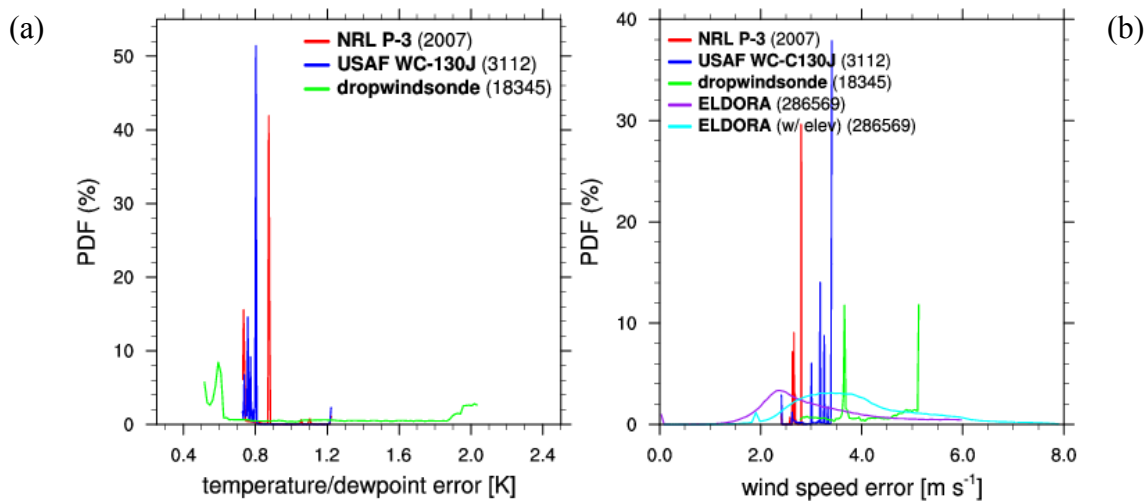 (a)
NRL P-3 (2007)
USAF WC-130J (3112)
dropwindsonde (18345)
PDF (%)
50
40
30
20
10
0
0.4 0.8 1.2 1.6 2.0 2.4
temperature/dewpoint error [K]
(b)
NRL P-3 (2007)
USAF WC-C130J (3112)
dropwindsonde (18345)
ELDORA (286569)
ELDORA (w/ elev) (286569)
PDF (%)
40
30
20
10
0
0.0 2.0 4.0 6.0 8.0
wind speed error [m s⁻¹]